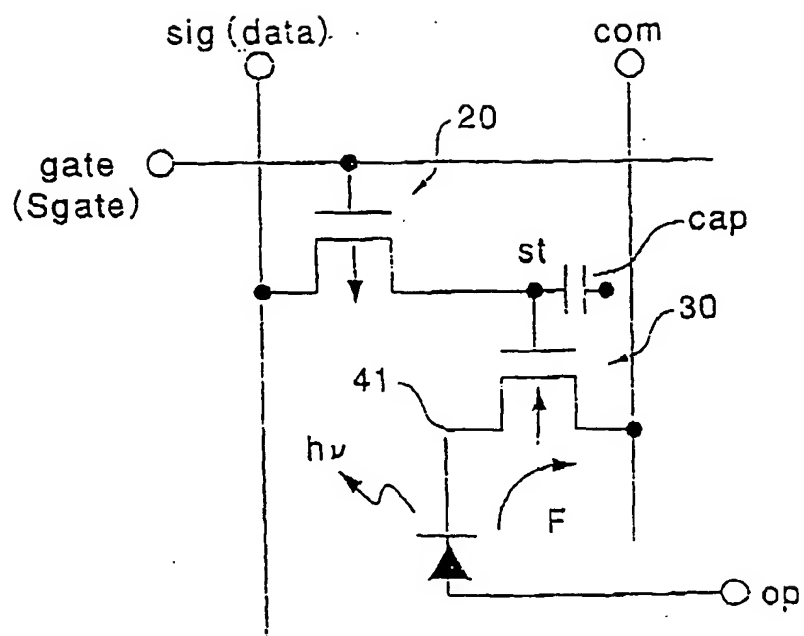 sig (data)
com
20
gate
(Sgate)
cap
st
30
41
hν
F
op